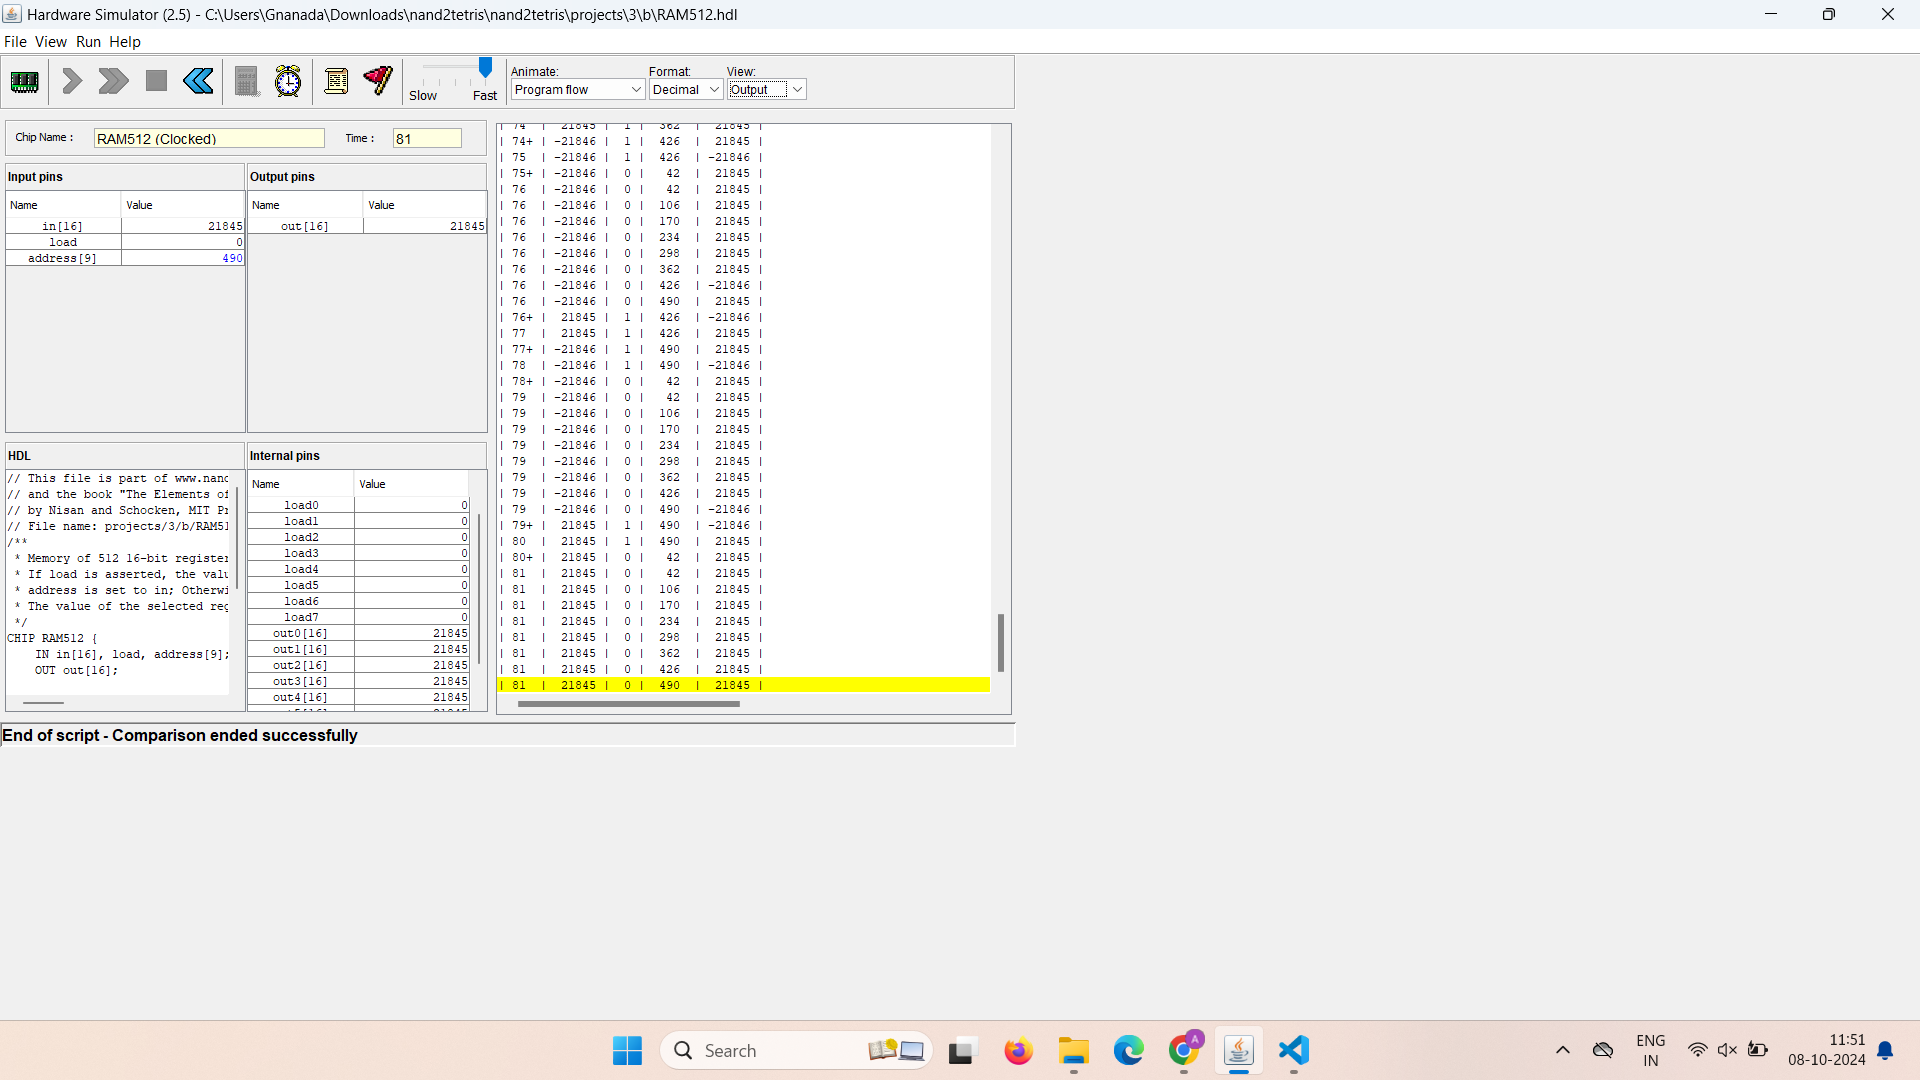 Hardware Simulator (2.5) - C:\Users\Gnanada\Downloads\nand2tetris\nand2tetris\projects\3\b\RAM512.hdl
File View Run Help
Slow Fast
Animate:
Program flow
Format:
Decimal
View:
Output
Chip Name :
RAM512 (Clocked)
Time :
81
Input pins
Name Value
in[16] 21845
load 0
address[9] 490
Output pins
Name Value
out[16] 21845
HDL
// This file is part of www.nand
// and the book "The Elements of
// by Nisan and Schocken, MIT Pr
// File name: projects/3/b/RAM51
/**
* Memory of 512 16-bit register
* If load is asserted, the valu
* address is set to in; Otherwi
* The value of the selected reg
*/
CHIP RAM512 {
IN in[16], load, address[9];
OUT out[16];
Internal pins
Name Value
load0 0
load1 0
load2 0
load3 0
load4 0
load5 0
load6 0
load7 0
out0[16] 21845
out1[16] 21845
out2[16] 21845
out3[16] 21845
out4[16] 21845
| 74 | 21845 | 1 | 362 | 21845 |
| 74+ | -21846 | 1 | 426 | 21845 |
| 75 | -21846 | 1 | 426 | -21846 |
| 75+ | -21846 | 0 | 42 | 21845 |
| 76 | -21846 | 0 | 42 | 21845 |
| 76 | -21846 | 0 | 106 | 21845 |
| 76 | -21846 | 0 | 170 | 21845 |
| 76 | -21846 | 0 | 234 | 21845 |
| 76 | -21846 | 0 | 298 | 21845 |
| 76 | -21846 | 0 | 362 | 21845 |
| 76 | -21846 | 0 | 426 | -21846 |
| 76 | -21846 | 0 | 490 | 21845 |
| 76+ | 21845 | 1 | 426 | -21846 |
| 77 | 21845 | 1 | 426 | 21845 |
| 77+ | -21846 | 1 | 490 | 21845 |
| 78 | -21846 | 1 | 490 | -21846 |
| 78+ | -21846 | 0 | 42 | 21845 |
| 79 | -21846 | 0 | 42 | 21845 |
| 79 | -21846 | 0 | 106 | 21845 |
| 79 | -21846 | 0 | 170 | 21845 |
| 79 | -21846 | 0 | 234 | 21845 |
| 79 | -21846 | 0 | 298 | 21845 |
| 79 | -21846 | 0 | 362 | 21845 |
| 79 | -21846 | 0 | 426 | 21845 |
| 79 | -21846 | 0 | 490 | -21846 |
| 79+ | 21845 | 1 | 490 | -21846 |
| 80 | 21845 | 1 | 490 | 21845 |
| 80+ | 21845 | 0 | 42 | 21845 |
| 81 | 21845 | 0 | 42 | 21845 |
| 81 | 21845 | 0 | 106 | 21845 |
| 81 | 21845 | 0 | 170 | 21845 |
| 81 | 21845 | 0 | 234 | 21845 |
| 81 | 21845 | 0 | 298 | 21845 |
| 81 | 21845 | 0 | 362 | 21845 |
| 81 | 21845 | 0 | 426 | 21845 |
| 81 | 21845 | 0 | 490 | 21845 |
End of script - Comparison ended successfully
Search
A
ENG
IN
11:51
08-10-2024